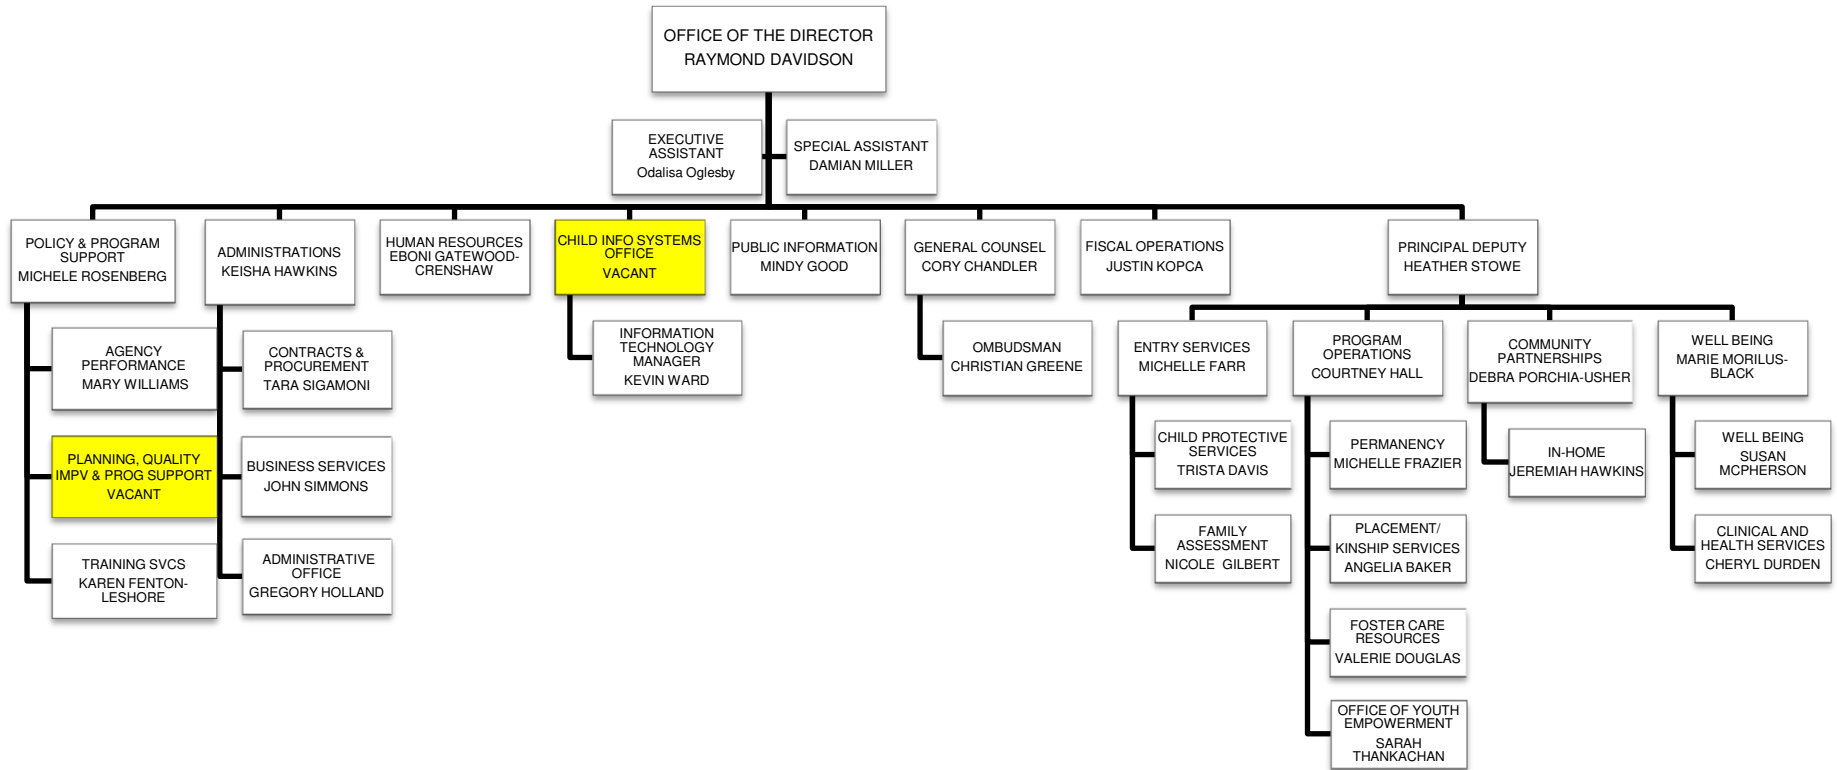 OFFICE OF THE DIRECTOR
RAYMOND DAVIDSON
EXECUTIVE
ASSISTANT
Odalisa Oglesby
SPECIAL ASSISTANT
DAMIAN MILLER
POLICY & PROGRAM
SUPPORT
MICHELE ROSENBERG
ADMINISTRATIONS
KEISHA HAWKINS
HUMAN RESOURCES
EBONI GATEWOOD-
CRENSHAW
CHILD INFO SYSTEMS
OFFICE
VACANT
PUBLIC INFORMATION
MINDY GOOD
GENERAL COUNSEL
CORY CHANDLER
FISCAL OPERATIONS
JUSTIN KOPCA
PRINCIPAL DEPUTY
HEATHER STOWE
AGENCY
PERFORMANCE
MARY WILLIAMS
PLANNING, QUALITY
IMPV & PROG SUPPORT
VACANT
TRAINING SVCS
KAREN FENTON-
LESHORE
CONTRACTS &
PROCUREMENT
TARA SIGAMONI
BUSINESS SERVICES
JOHN SIMMONS
ADMINISTRATIVE
OFFICE
GREGORY HOLLAND
INFORMATION
TECHNOLOGY
MANAGER
KEVIN WARD
OMBUDSMAN
CHRISTIAN GREENE
ENTRY SERVICES
MICHELLE FARR
CHILD PROTECTIVE
SERVICES
TRISTA DAVIS
FAMILY
ASSESSMENT
NICOLE GILBERT
PROGRAM
OPERATIONS
COURTNEY HALL
PERMANENCY
MICHELLE FRAZIER
PLACEMENT/
KINSHIP SERVICES
ANGELIA BAKER
FOSTER CARE
RESOURCES
VALERIE DOUGLAS
OFFICE OF YOUTH
EMPOWERMENT
SARAH
THANKACHAN
COMMUNITY
PARTNERSHIPS
DEBRA PORCHIA-USHER
IN-HOME
JEREMIAH HAWKINS
WELL BEING
MARIE MORILUS-
BLACK
WELL BEING
SUSAN
MCPHERSON
CLINICAL AND
HEALTH SERVICES
CHERYL DURDEN